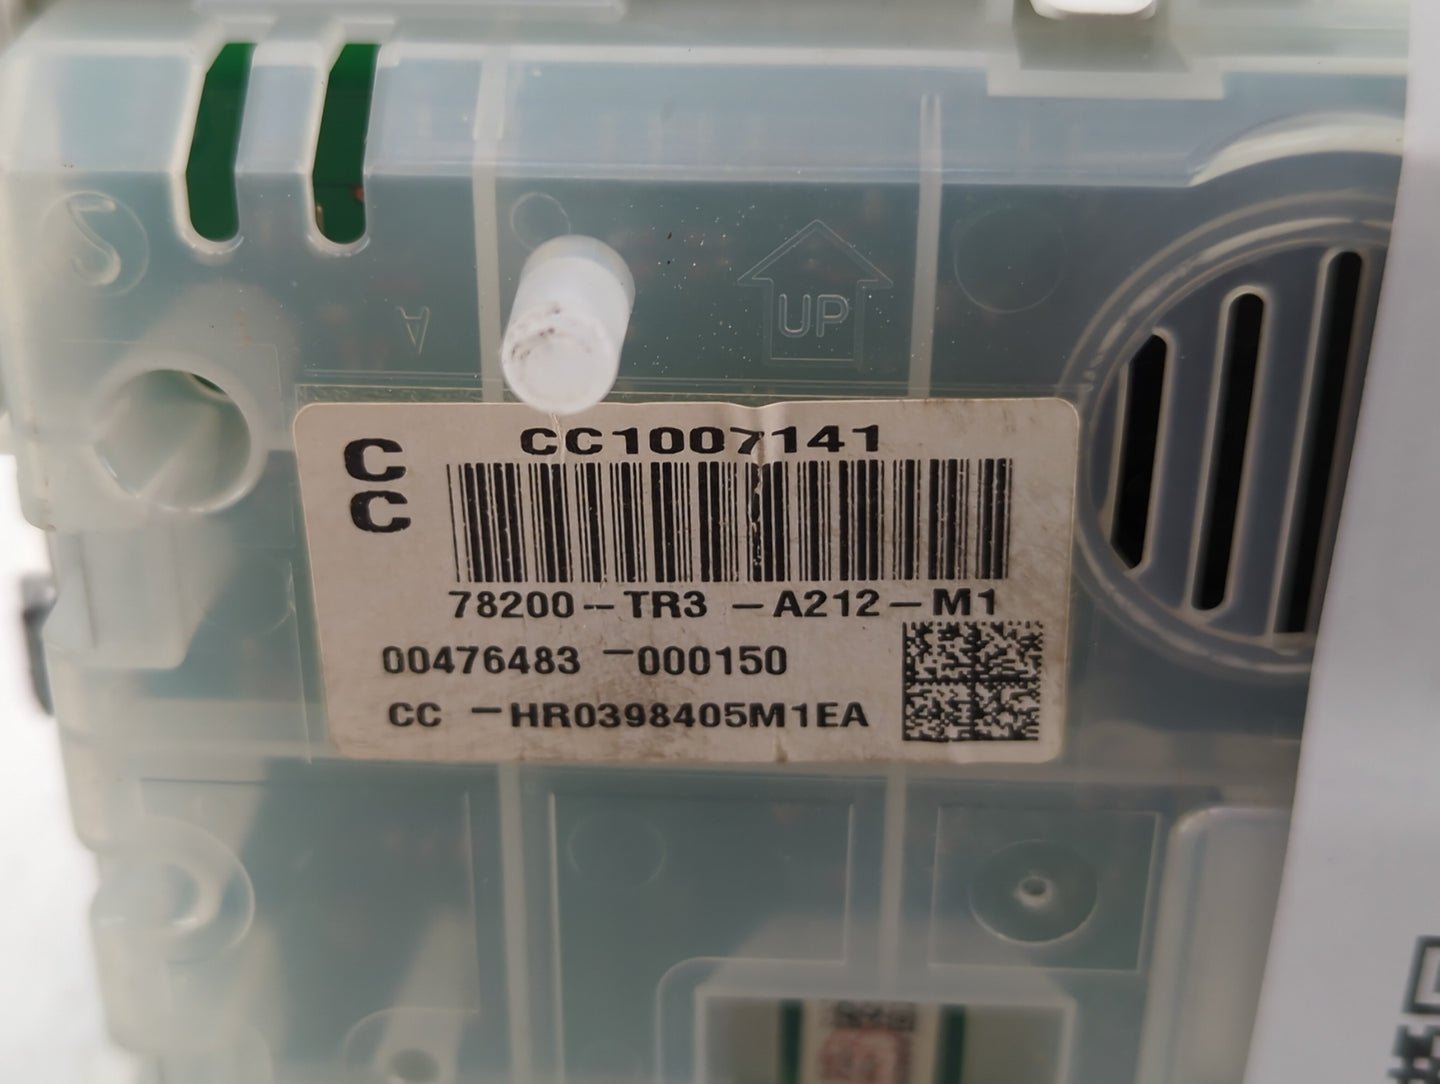 A
UP
C
C
CC1007141
78200--TR3 -A212-M1
00476483 -000150
CC -HR0398405M1EA